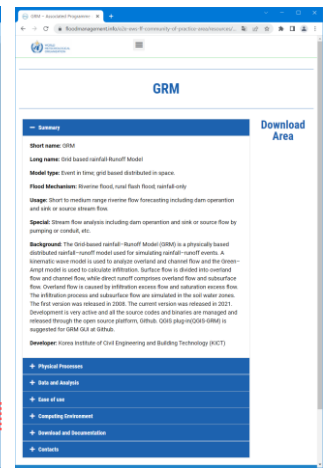 GRM – Associated Programme
WORLD METEOROLOGICAL ORGANIZATION
GRM
− Summary
Download
Area
Short name: GRM
Long name: Grid based rainfall-Runoff Model
Model type: Event in time, grid based distributed in space.
Flood Mechanism: Riverine flood, rural flash flood, rainfall-only
Usage: Short to medium range riverine flow forecasting including dam operantion
and sink or source stream flow
Special: Stream flow analysis including dam operantion and sink or source flow by
pumping or conduit, etc.
Background: The Grid-based rainfall–Runoff Model (GRM) is a physically based
distributed rainfall–runoff model used for simulating rainfall–runoff events. A
kinematic wave model is used to analyze overland and channel flow and the Green–
Ampt model is used to calculate infiltration. Surface flow is divided into overland
flow and channel flow, while direct runoff comprises overland flow and subsurface
flow. Overland flow is caused by infiltration excess flow and saturation excess flow.
The infiltration process and subsurface flow are simulated in the soil water zones.
The first version was released in 2008. The current version was released in 2021.
Development is very active and all the source codes and binaries are managed and
released through the open source platform, Github. QGIS plug-in(QGIS-GRM) is
suggested for GRM GUI at Github.
Developer: Korea Institute of Civil Engineering and Building Technology (KICT)
+ Physical Processes
+ Data and Analysis
+ Ease of use
+ Computing Environment
+ Download and Documentation
+ Contacts